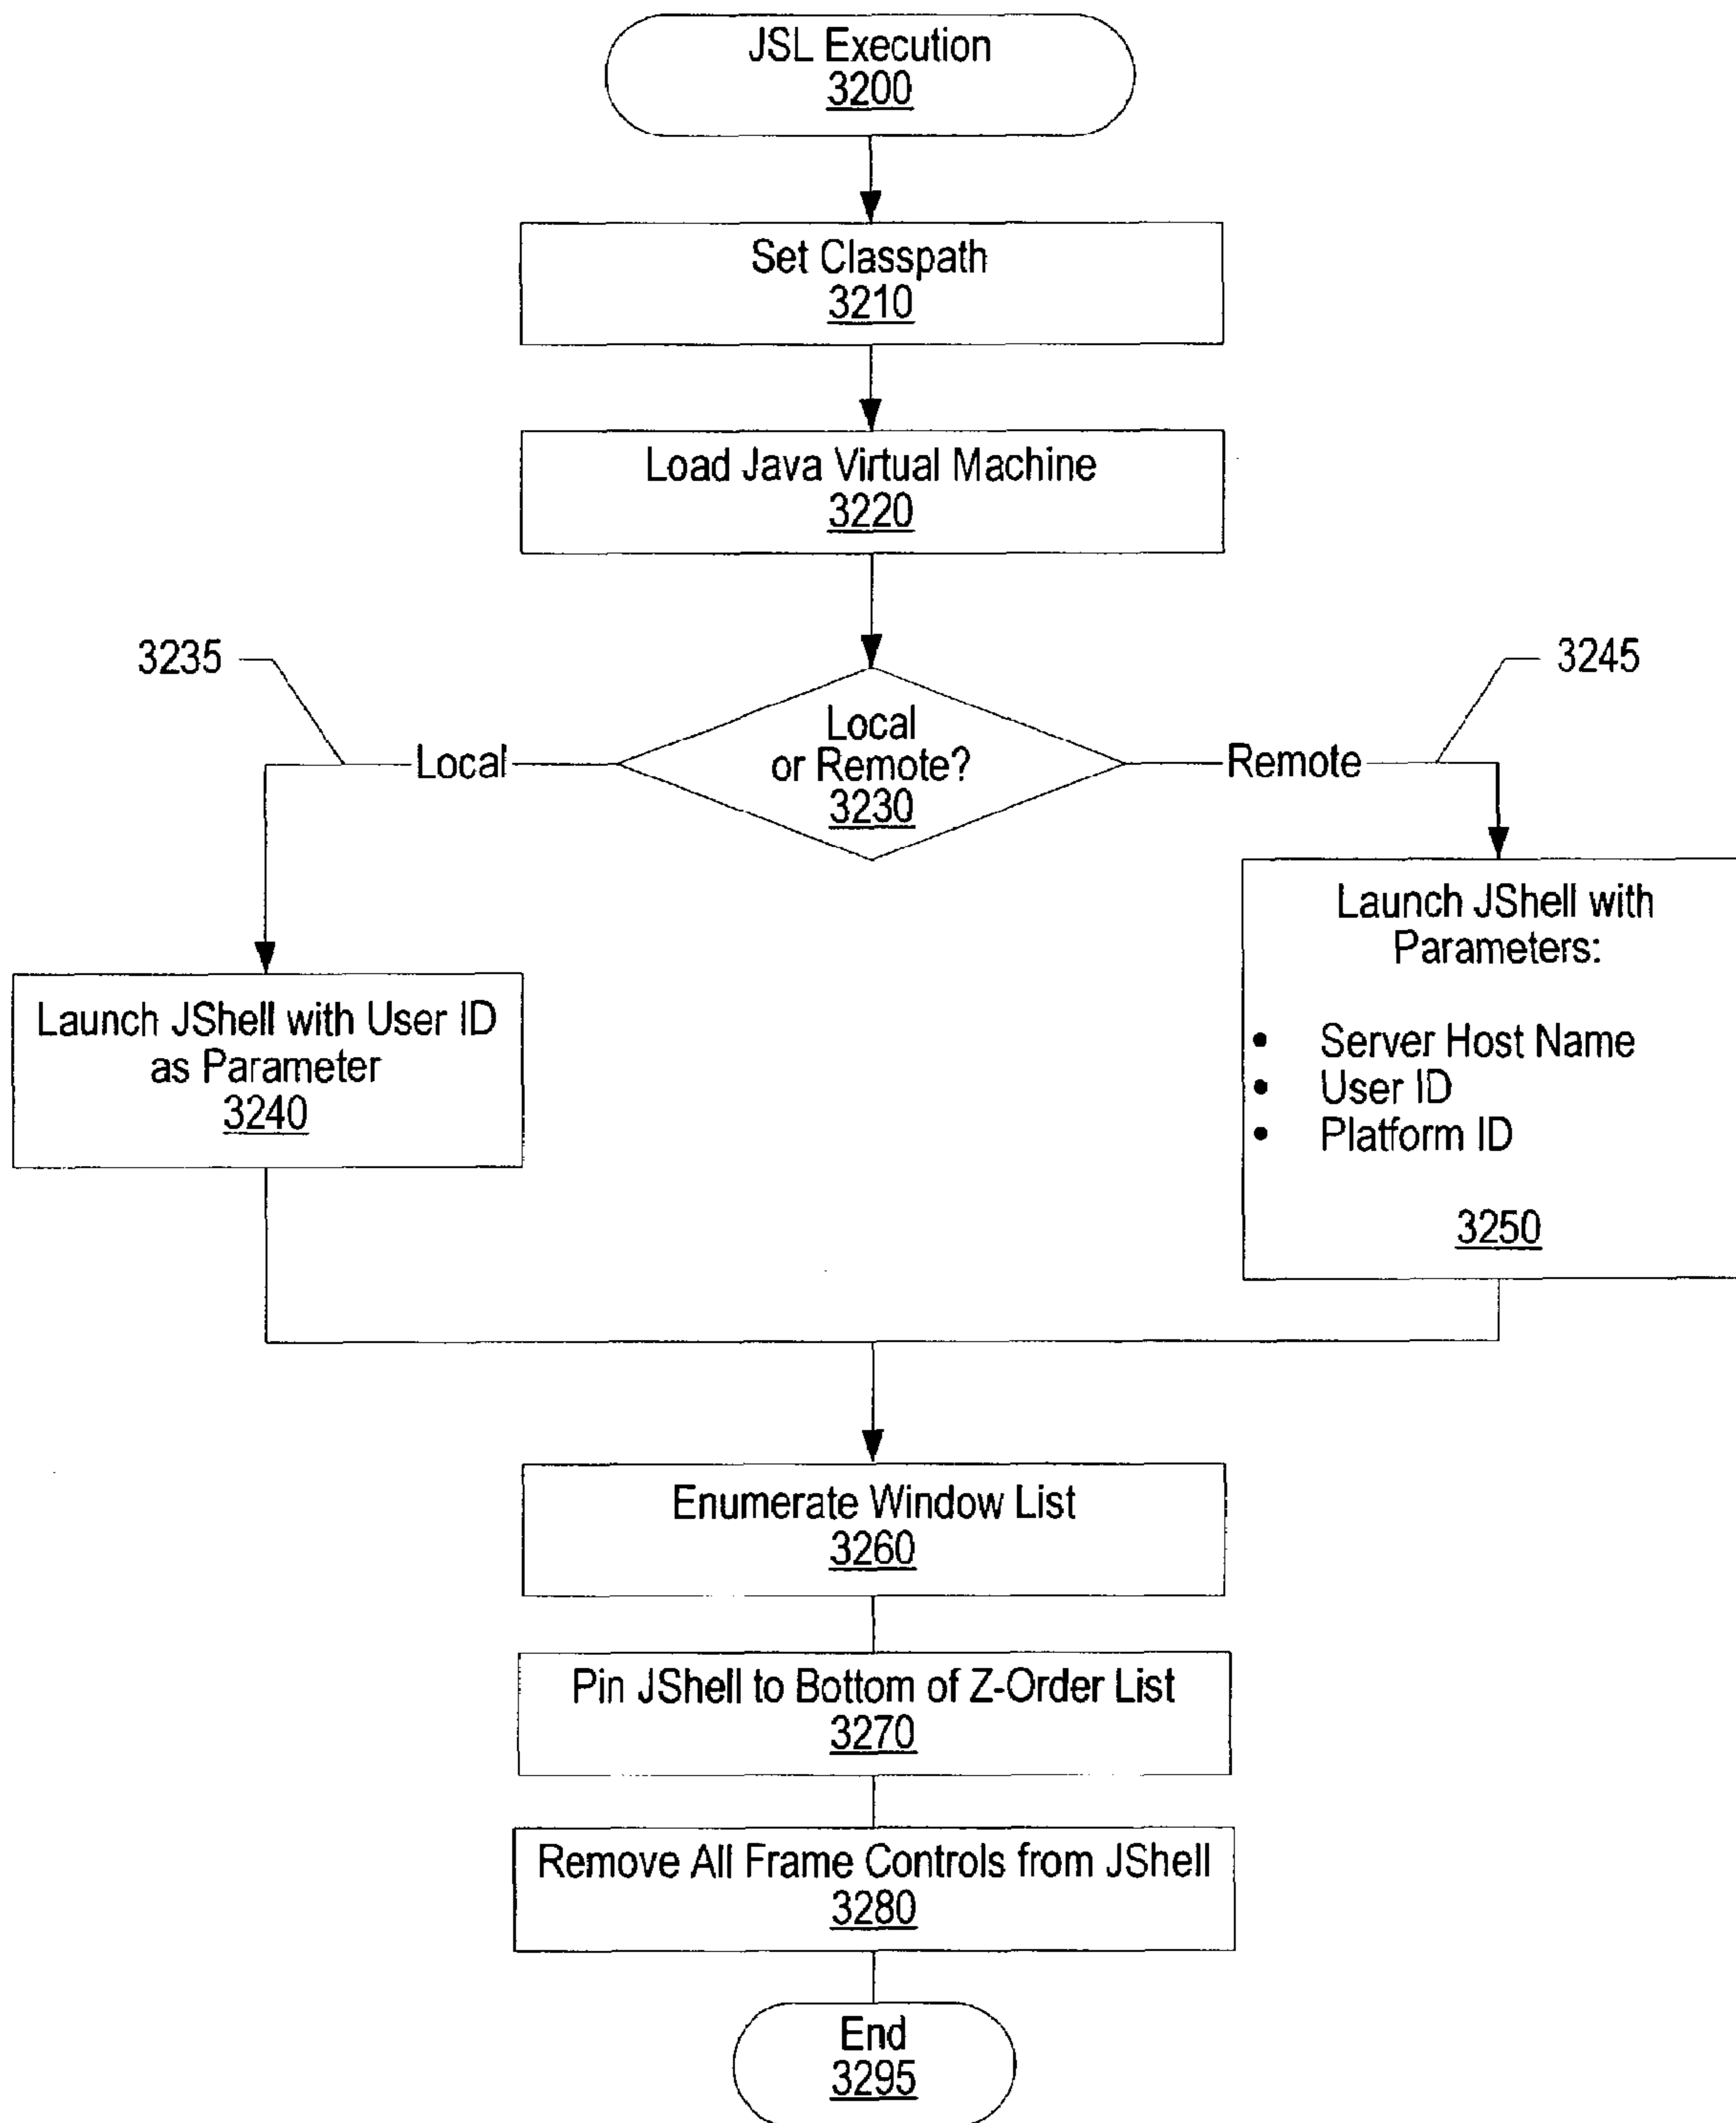 JSL Execution
3200
Set Classpath
3210
Load Java Virtual Machine
3220
3235
3245
Local
Local
or Remote?
3230
Remote
Launch JShell with User ID
as Parameter
3240
Launch JShell with
Parameters:
• Server Host Name
• User ID
• Platform ID
3250
Enumerate Window List
3260
Pin JShell to Bottom of Z-Order List
3270
Remove All Frame Controls from JShell
3280
End
3295